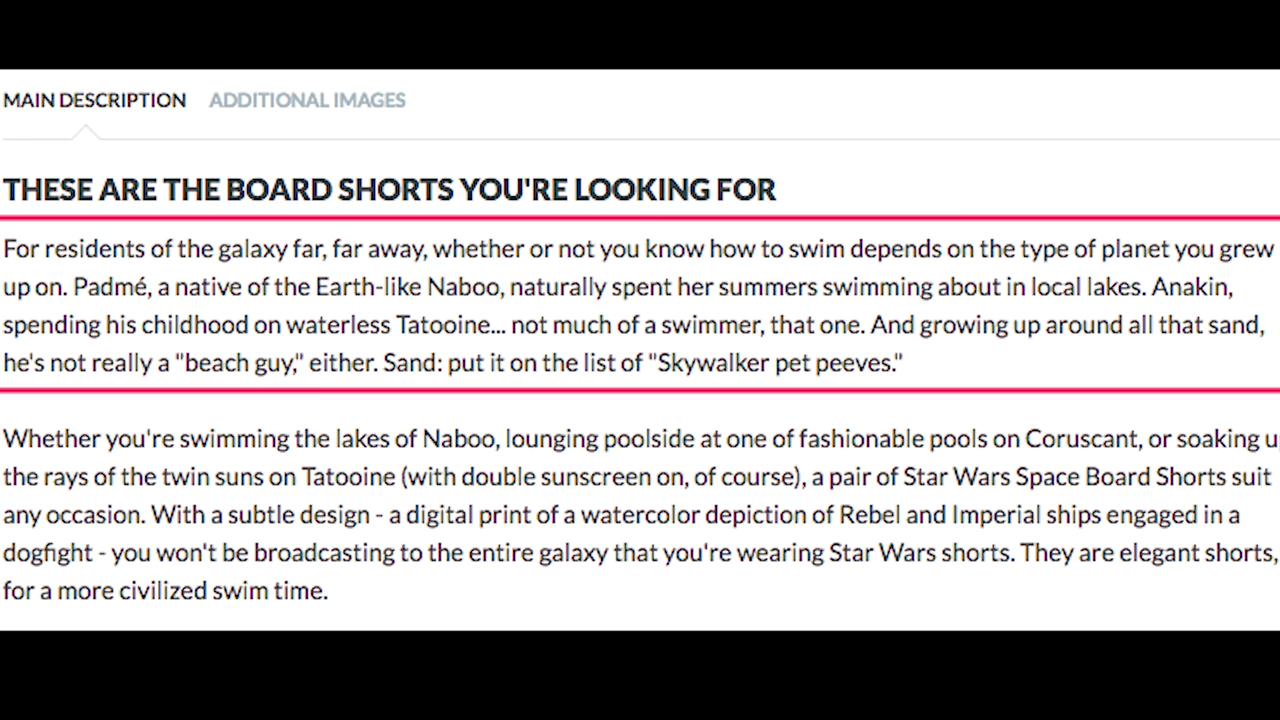 MAIN DESCRIPTION ADDITIONAL IMAGES
THESE ARE THE BOARD SHORTS YOU'RE LOOKING FOR
For residents of the galaxy far, far away, whether or not you know how to swim depends on the type of planet you grew
up on. Padmé, a native of the Earth-like Naboo, naturally spent her summers swimming about in local lakes. Anakin,
spending his childhood on waterless Tatooine... not much of a swimmer, that one. And growing up around all that sand,
he's not really a "beach guy," either. Sand: put it on the list of "Skywalker pet peeves."
Whether you're swimming the lakes of Naboo, lounging poolside at one of fashionable pools on Coruscant, or soaking up
the rays of the twin suns on Tatooine (with double sunscreen on, of course), a pair of Star Wars Space Board Shorts suit
any occasion. With a subtle design - a digital print of a watercolor depiction of Rebel and Imperial ships engaged in a
dogfight - you won't be broadcasting to the entire galaxy that you're wearing Star Wars shorts. They are elegant shorts,
for a more civilized swim time.